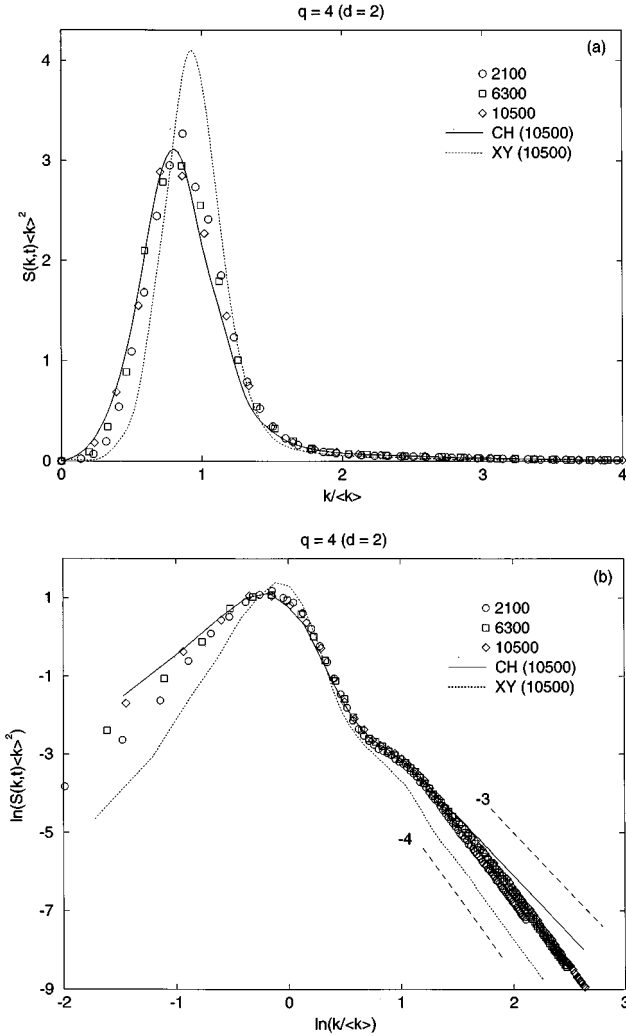 q = 4 (d = 2)
(a)
4
3
2
1
0
S(k,t)<k>²
2100
6300
10500
CH (10500)
XY (10500)
0 1 2 3 4
k/<k>
q = 4 (d = 2)
(b)
1
-1
-3
-5
-7
-9
ln(S(k,t)<k>²)
2100
6300
10500
CH (10500)
XY (10500)
-3
-4
-2 -1 0 1 2 3
ln(k/<k>)